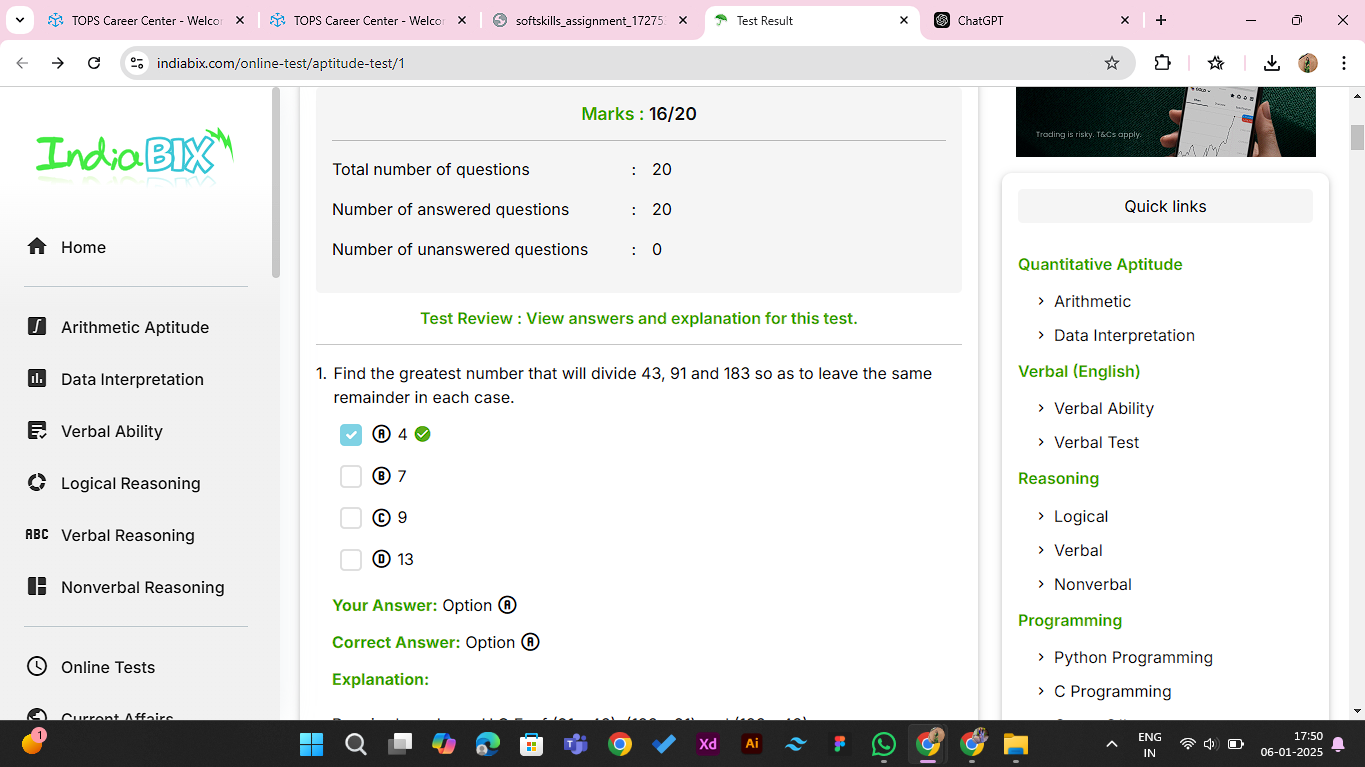 TOPS Career Center - Welcor
TOPS Career Center - Welcor
softskills_assignment_17275
Test Result
ChatGPT
indiabix.com/online-test/aptitude-test/1
IndiaBIX
Home
Arithmetic Aptitude
Data Interpretation
Verbal Ability
Logical Reasoning
ABC Verbal Reasoning
Nonverbal Reasoning
Online Tests
Current Affairs
Marks : 16/20
Total number of questions : 20
Number of answered questions : 20
Number of unanswered questions : 0
Test Review : View answers and explanation for this test.
1. Find the greatest number that will divide 43, 91 and 183 so as to leave the same
remainder in each case.
A 4
B 7
C 9
D 13
Your Answer: Option A
Correct Answer: Option A
Explanation:
Trading is risky. T&Cs apply.
Quick links
Quantitative Aptitude
Arithmetic
Data Interpretation
Verbal (English)
Verbal Ability
Verbal Test
Reasoning
Logical
Verbal
Nonverbal
Programming
Python Programming
C Programming
1
Xd
Ai
ENG
IN
17:50
06-01-2025